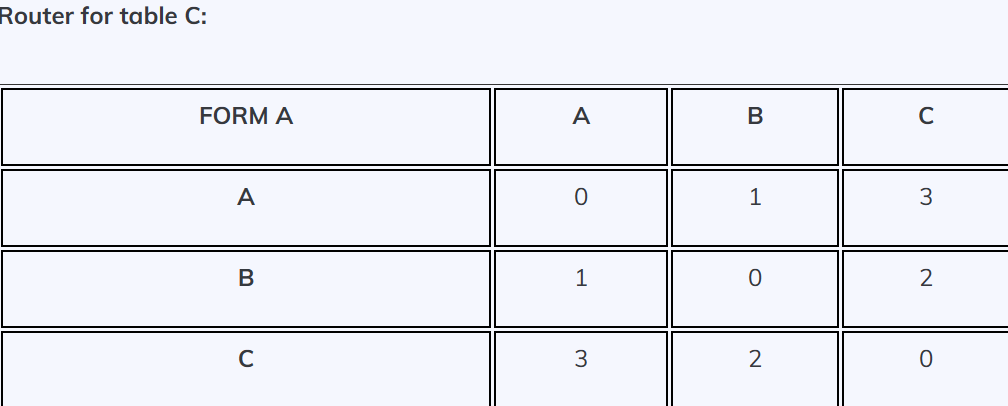 Router for table C:
FORM A A B C
A 0 1 3
B 1 0 2
C 3 2 0